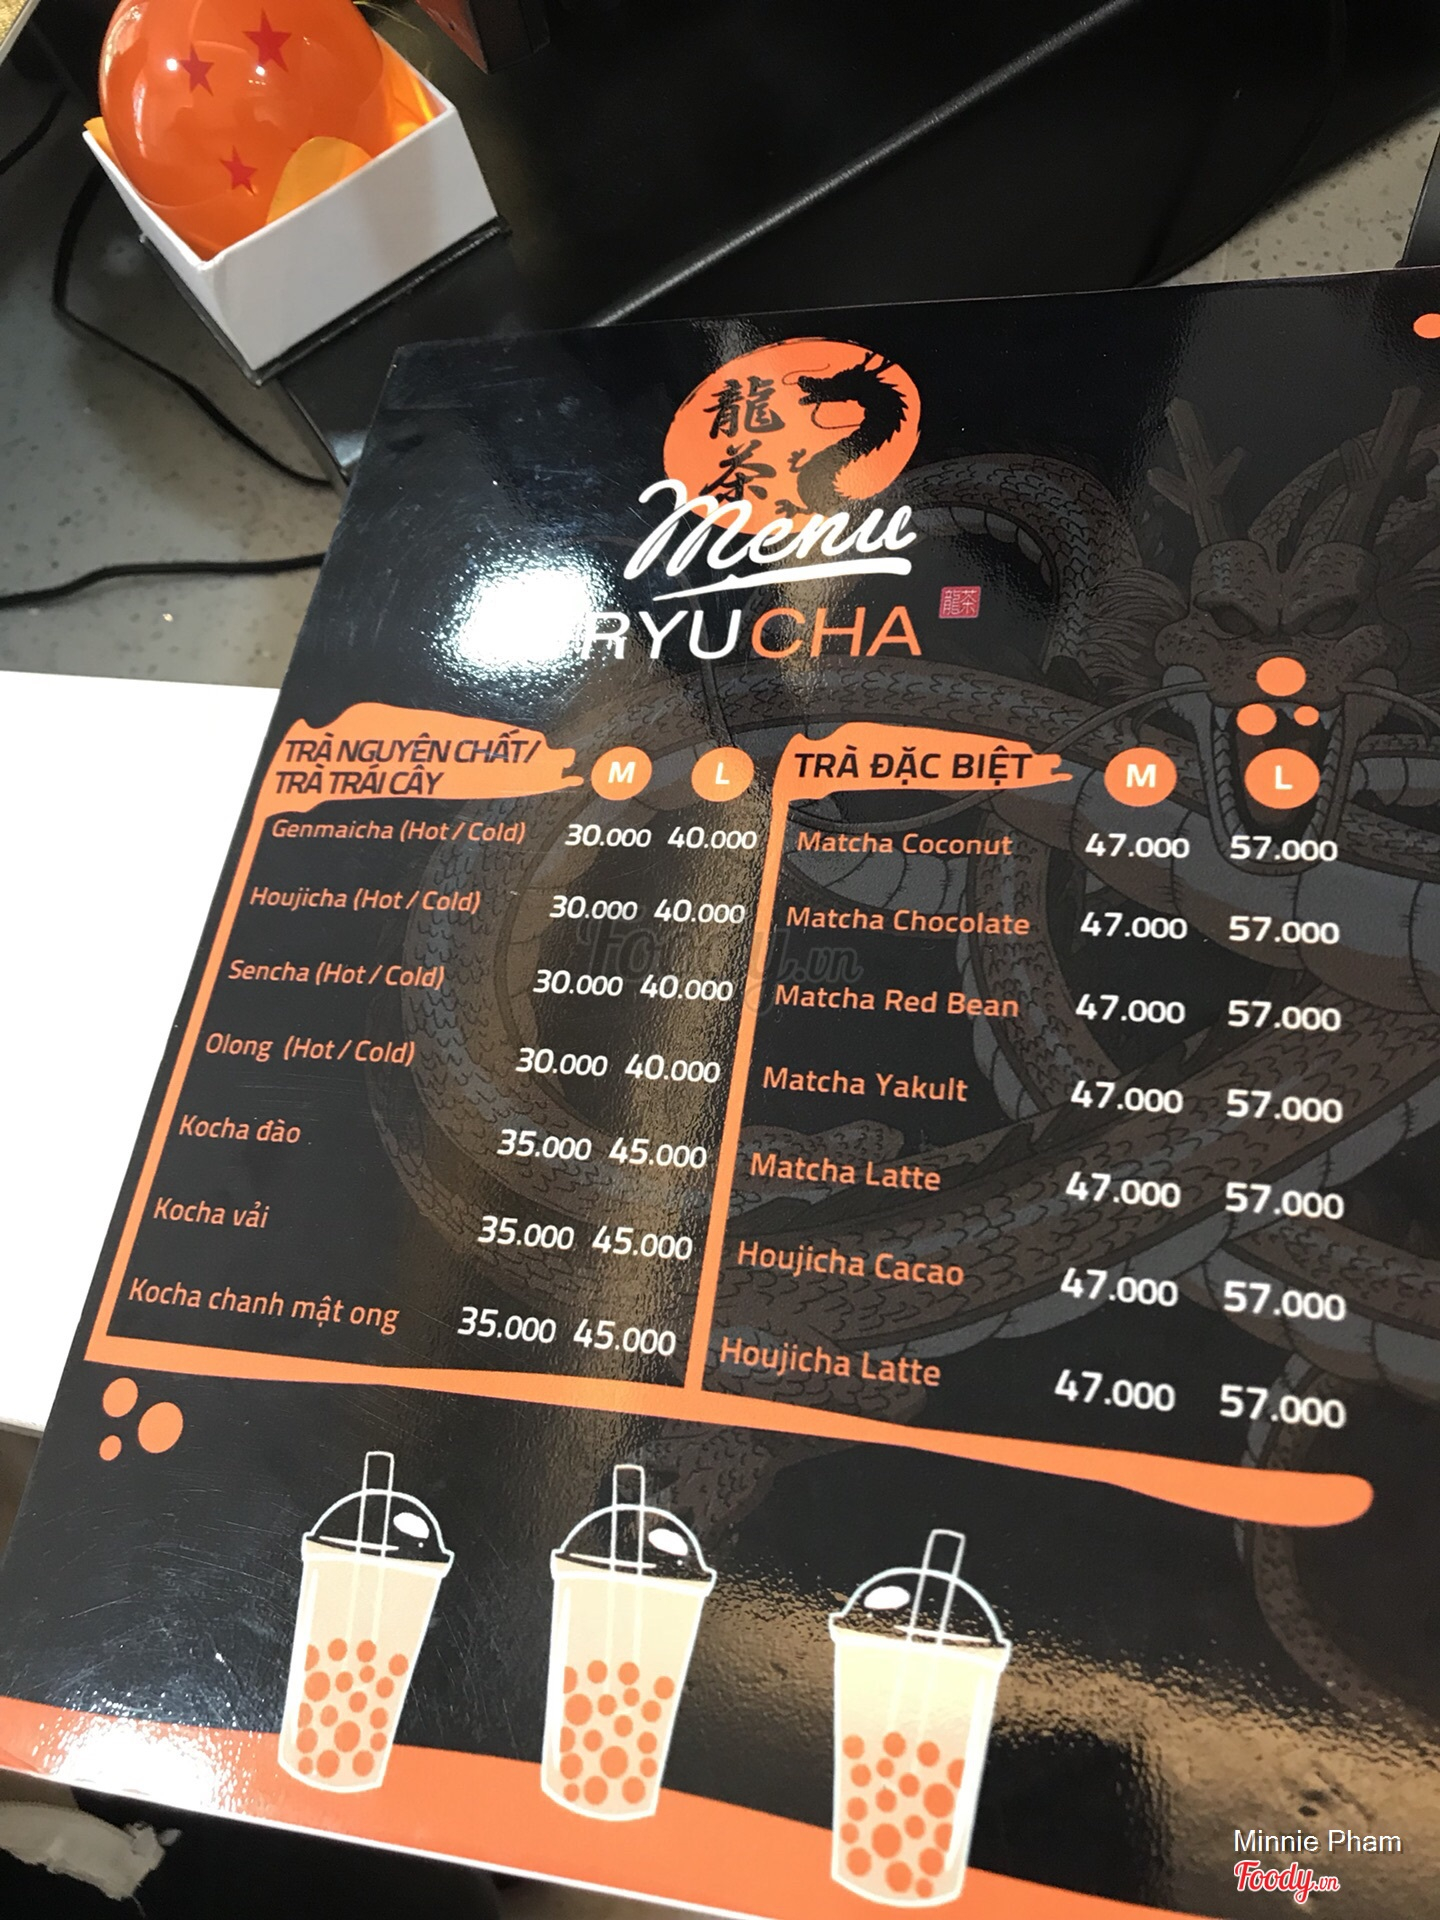 龍
茶
Menu
RYUCHA
龍茶
TRÀ NGUYÊN CHẤT/
TRÀ TRÁI CÂY M L
Genmaicha (Hot / Cold) 30.000 40.000
Houjicha (Hot / Cold) 30.000 40.000
Sencha (Hot / Cold) 30.000 40.000
Olong (Hot / Cold) 30.000 40.000
Kocha đào 35.000 45.000
Kocha vải 35.000 45.000
Kocha chanh mật ong 35.000 45.000
TRÀ ĐẶC BIỆT M L
Matcha Coconut 47.000 57.000
Matcha Chocolate 47.000 57.000
Matcha Red Bean 47.000 57.000
Matcha Yakult 47.000 57.000
Matcha Latte 47.000 57.000
Houjicha Cacao 47.000 57.000
Houjicha Latte 47.000 57.000
Foody.vn
Minnie Pham
Foody.vn